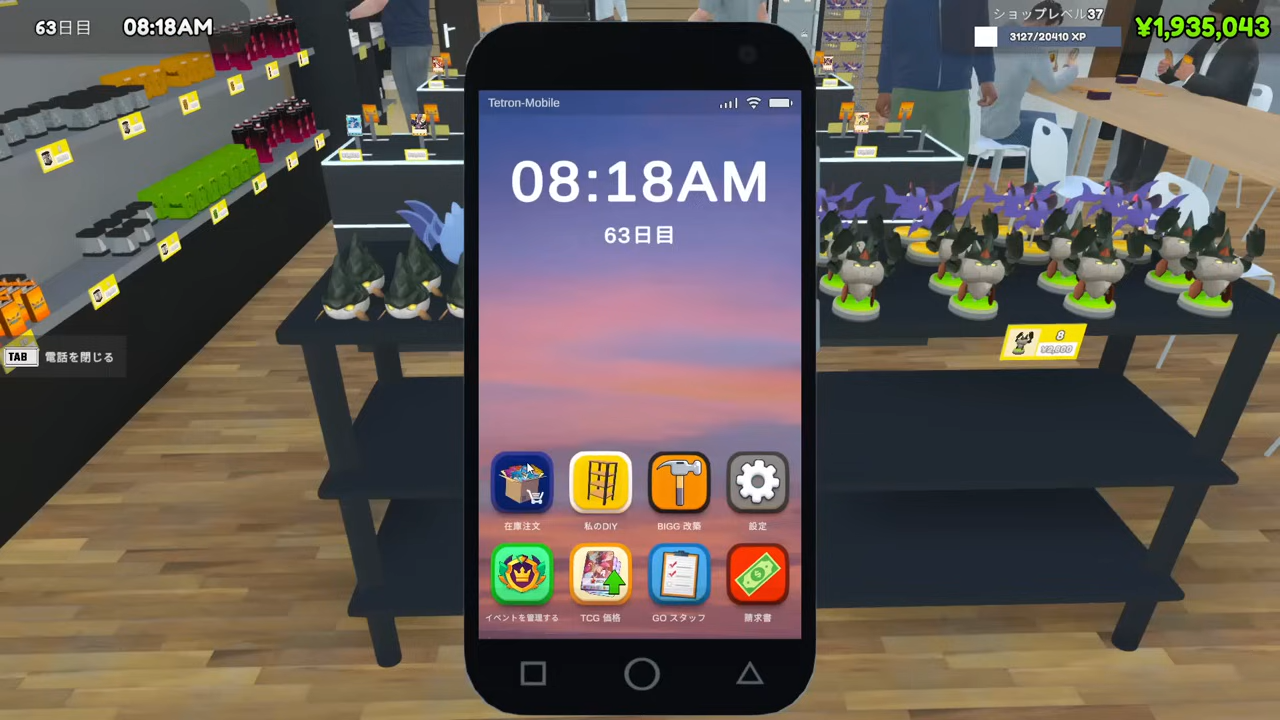 63日目
08:18AM
ショップレベル37
3127/20410 XP
¥1,935,043
Tetron-Mobile
08:18AM
63日目
TAB
電話を閉じる
8
¥2,800
在庫注文
私のDIY
BIGG 改築
設定
イベントを管理する
TCG 価格
GO スタッフ
請求書